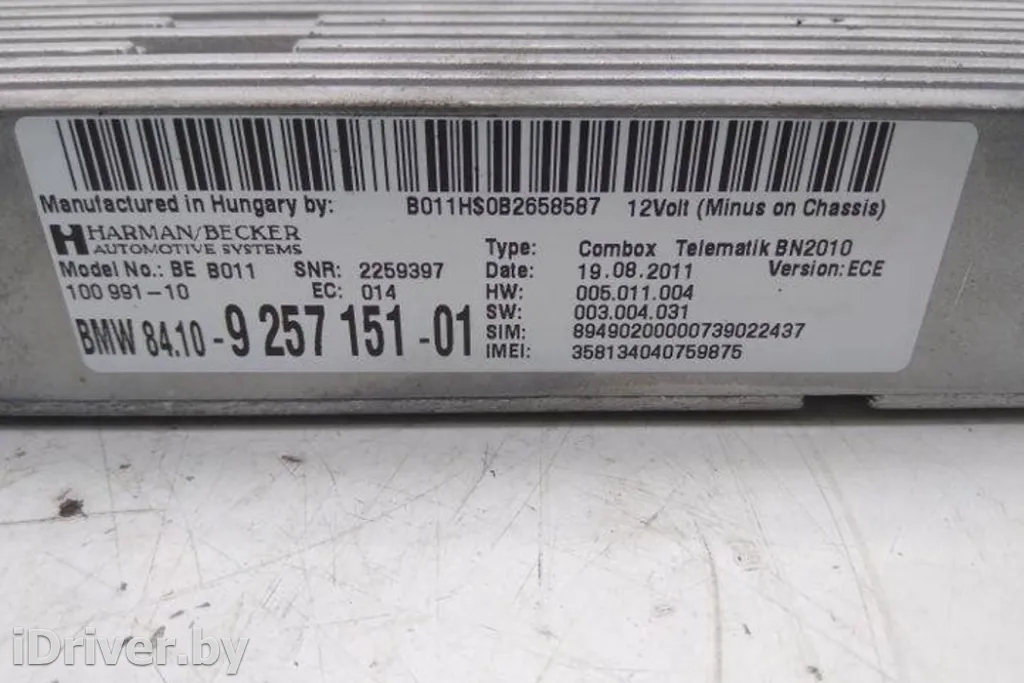 B011HS0B2658587 12Volt (Minus on Chassis)
Manufactured in Hungary by:
HARMAN/BECKER
AUTOMOTIVE SYSTEMS
Model No.: BE B011 SNR: 2259397
100 991-10 EC: 014
BMW 84.10-9 257 151-01
Type: Combox Telematik BN2010
Date: 19.08.2011 Version: ECE
HW: 005.011.004
SW: 003.004.031
SIM: 89490200000739022437
IMEI: 358134040759875
iDriver.by